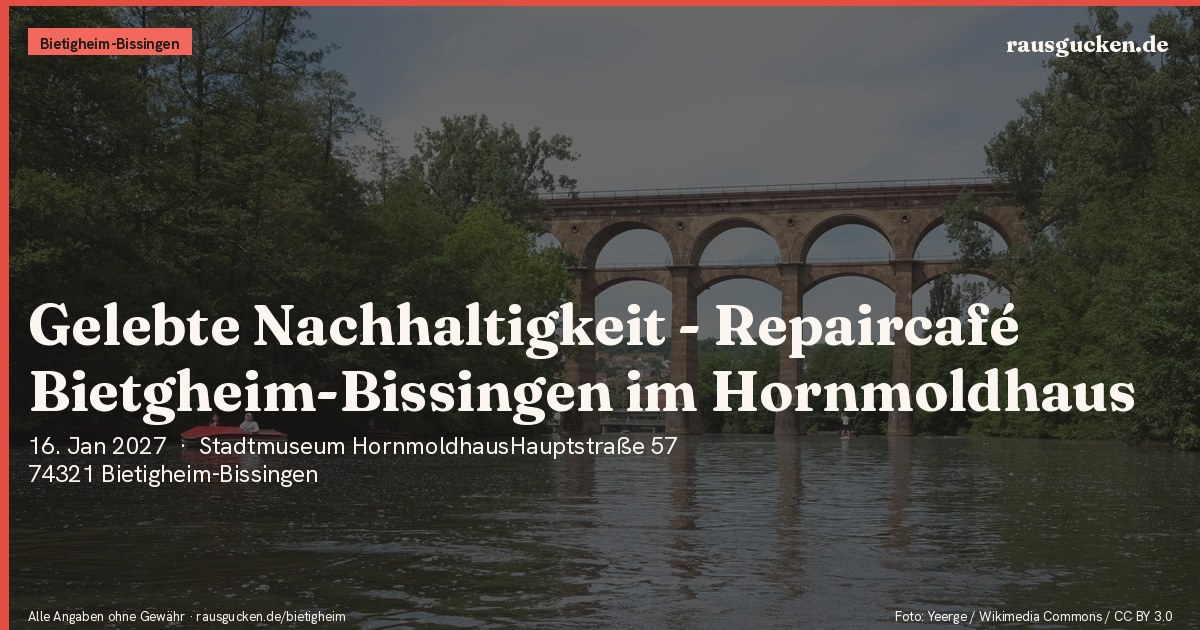 Bietigheim-Bissingen
rausgucken.de
Gelebte Nachhaltigkeit - Repaircafé
Bietgheim-Bissingen im Hornmoldhaus
16. Jan 2027 · Stadtmuseum HornmoldhausHauptstraße 57
74321 Bietigheim-Bissingen
Alle Angaben ohne Gewähr · rausgucken.de/bietigheim
Foto: Yeerge / Wikimedia Commons / CC BY 3.0